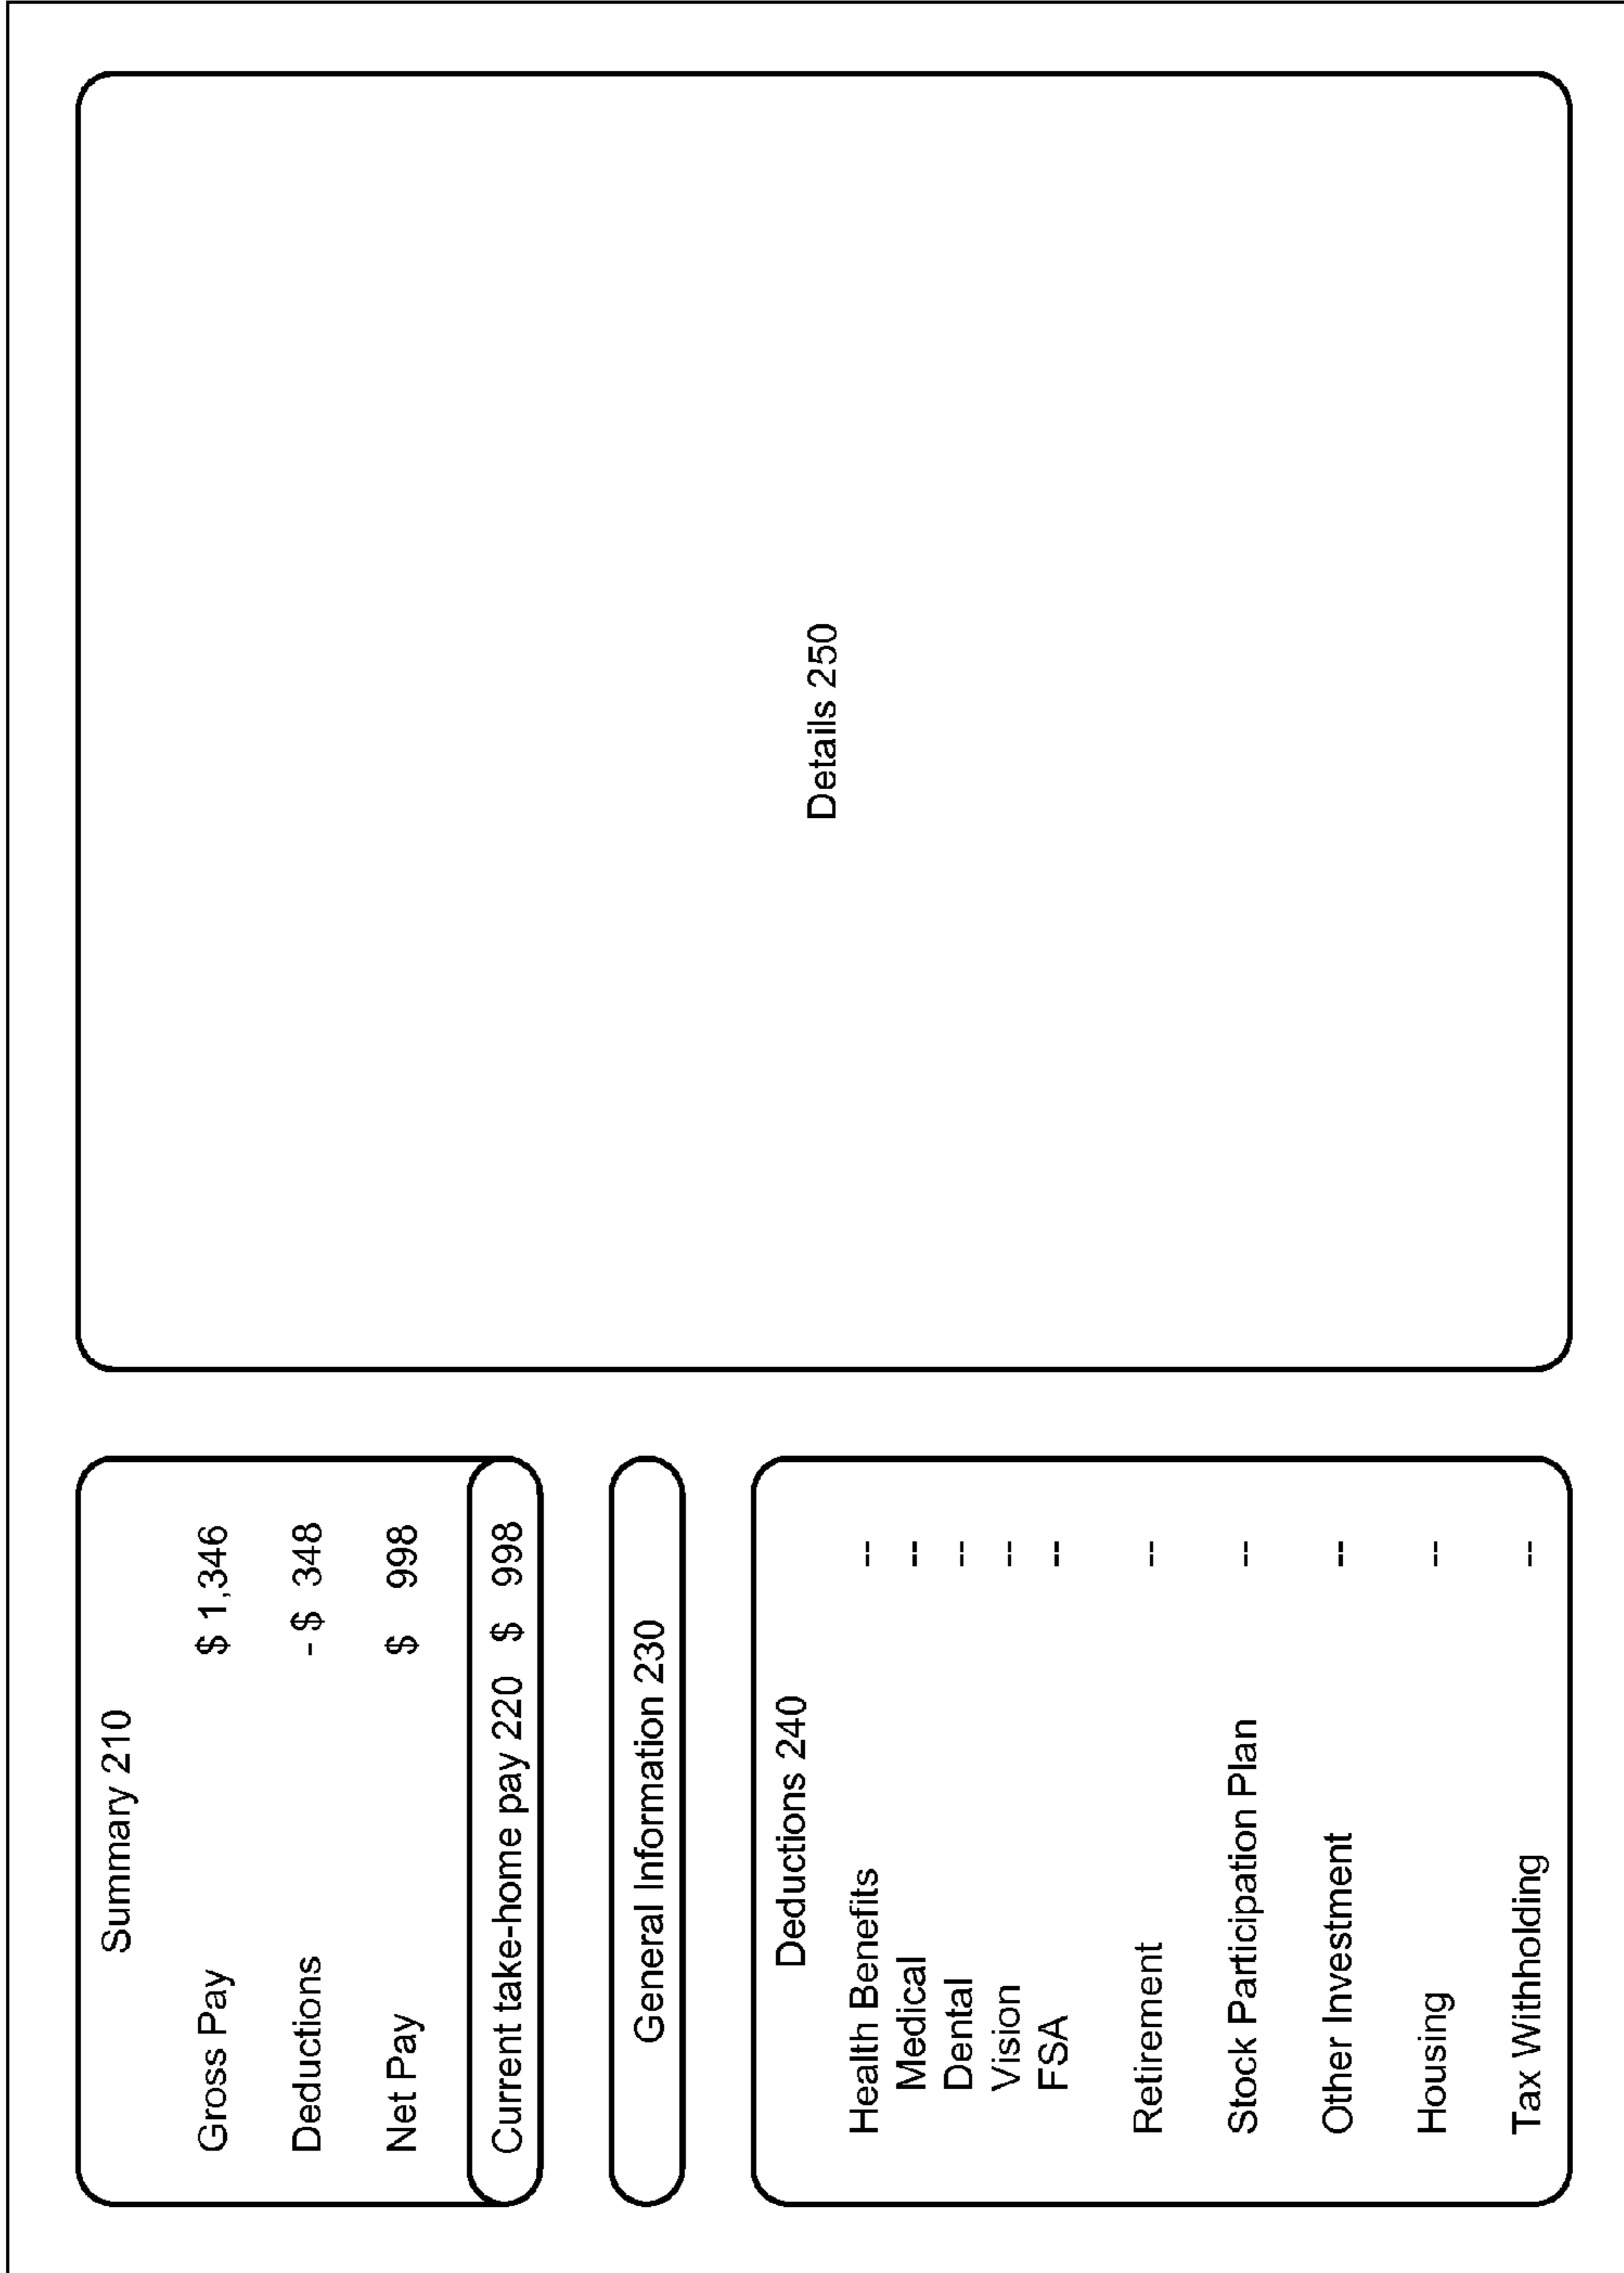 Summary 210
Gross Pay $ 1,346
Deductions - $ 348
Net Pay $ 998
Current take-home pay 220 $ 998
General Information 230
Deductions 240
Health Benefits --
Medical --
Dental --
Vision --
FSA --
Retirement --
Stock Participation Plan --
Other Investment --
Housing --
Tax Withholding --
Details 250